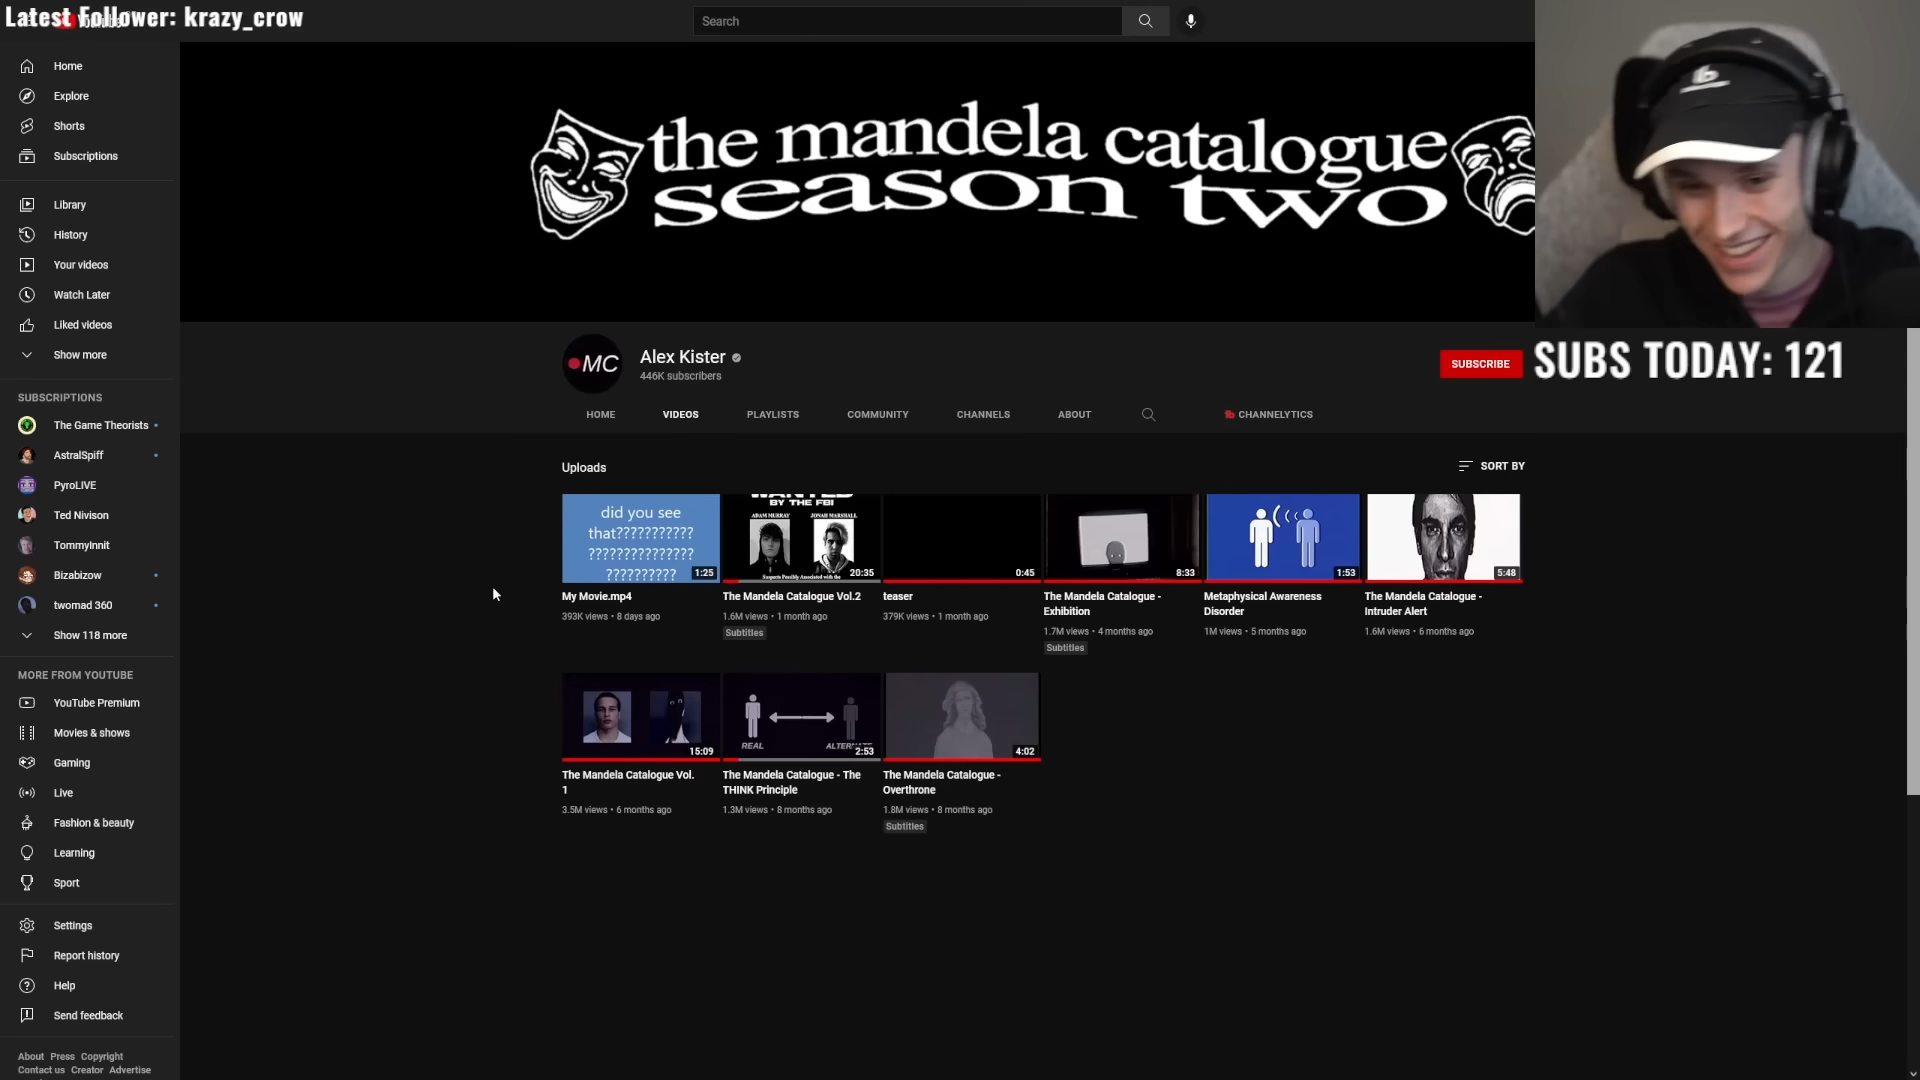 Latest Follower: krazy_crow
Search
Home
Explore
Shorts
Subscriptions
Library
History
Your videos
Watch Later
Liked videos
Show more
SUBSCRIPTIONS
The Game Theorists
AstralSpiff
PyroLIVE
Ted Nivison
TommyInnit
Bizabizow
twomad 360
Show 118 more
MORE FROM YOUTUBE
YouTube Premium
Movies & shows
Gaming
Live
Fashion & beauty
Learning
Sport
Settings
Report history
Help
Send feedback
About Press Copyright
Contact us Creator Advertise
the mandela catalogue
season two
MC
Alex Kister
446K subscribers
SUBSCRIBE
SUBS TODAY: 121
HOME VIDEOS PLAYLISTS COMMUNITY CHANNELS ABOUT CHANNELYTICS
Uploads
SORT BY
did you see
that???????????
???????????????
??????????
1:25
My Movie.mp4
393K views • 8 days ago
WANTED
BY THE FBI
ADAM MURRAY JONAH MARSHALL
Suspects Possibly Associated with the
20:35
The Mandela Catalogue Vol.2
1.6M views • 1 month ago
Subtitles
0:45
teaser
379K views • 1 month ago
8:33
The Mandela Catalogue -
Exhibition
1.7M views • 4 months ago
Subtitles
1:53
Metaphysical Awareness
Disorder
1M views • 5 months ago
5:48
The Mandela Catalogue -
Intruder Alert
1.6M views • 6 months ago
15:09
The Mandela Catalogue Vol.
1
3.5M views • 6 months ago
REAL
2:53
The Mandela Catalogue - The
THINK Principle
1.3M views • 8 months ago
4:02
The Mandela Catalogue -
Overthrone
1.8M views • 8 months ago
Subtitles